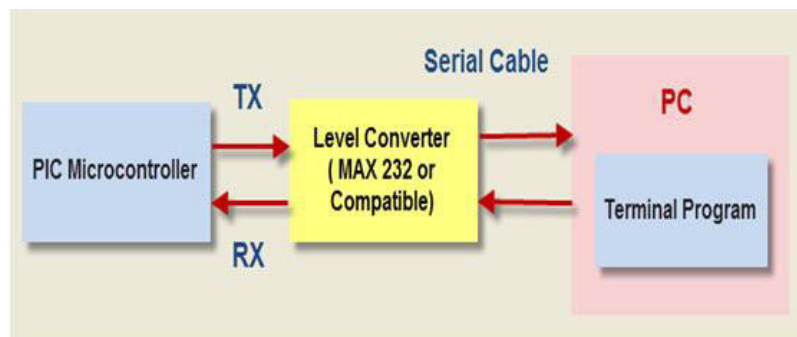 Serial Cable
TX
PC
PIC Microcontroller
Level Converter
( MAX 232 or
Compatible)
Terminal Program
RX